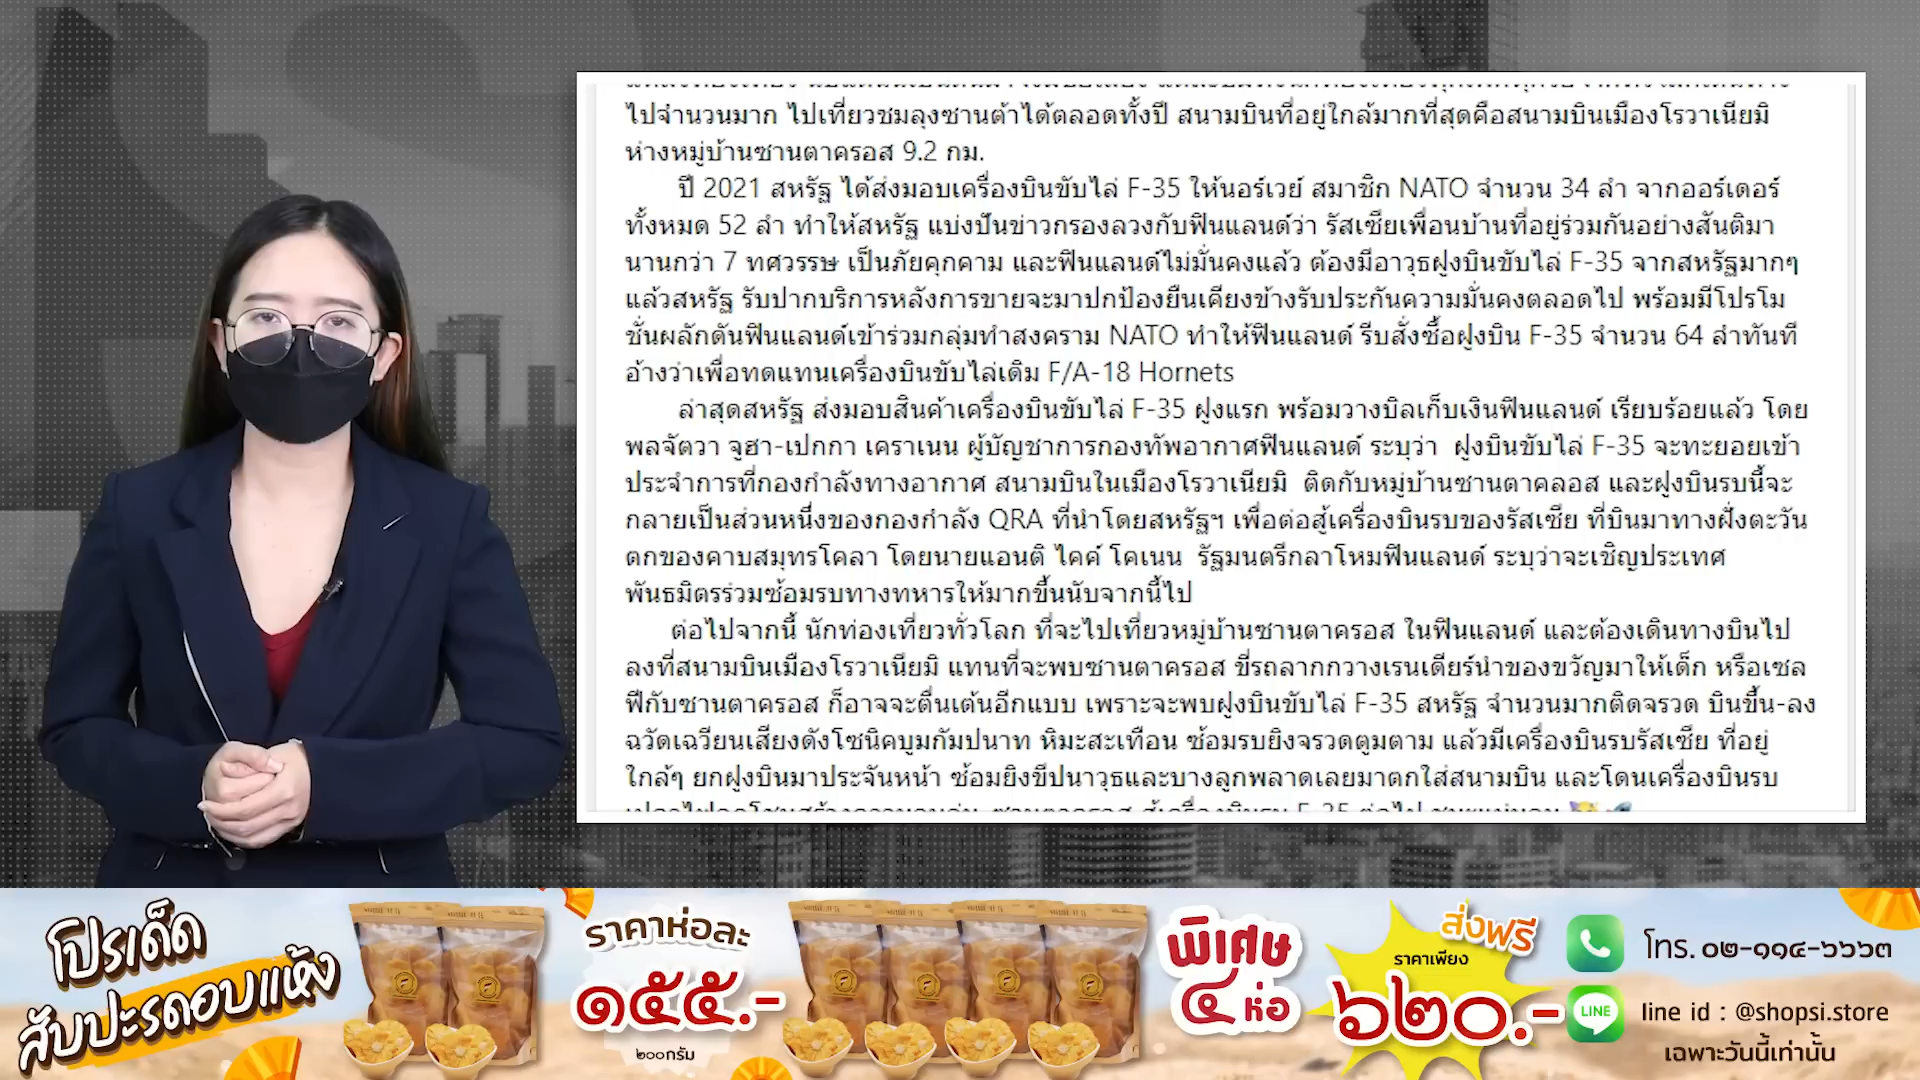 ไปจำนวนมาก ไปเที่ยวชมลุงซานต้าได้ตลอดทั้งปี สนามบินที่อยู่ใกล้มากที่สุดคือสนามบินเมืองโรวาเนียมิ
ห่างหมู่บ้านซานตาครอส 9.2 กม.
ปี 2021 สหรัฐ ได้ส่งมอบเครื่องบินขับไล่ F-35 ให้นอร์เวย์ สมาชิก NATO จำนวน 34 ลำ จากออร์เดอร์
ทั้งหมด 52 ลำ ทำให้สหรัฐ แบ่งปันข่าวกรองลวงกับฟินแลนด์ว่า รัสเซียเพื่อนบ้านที่อยู่ร่วมกันอย่างสันติมา
นานกว่า 7 ทศวรรษ เป็นภัยคุกคาม และฟินแลนด์ไม่มั่นคงแล้ว ต้องมีอาวุธฝูงบินขับไล่ F-35 จากสหรัฐมากๆ
แล้วสหรัฐ รับปากบริการหลังการขายจะมาปกป้องยืนเคียงข้างรับประกันความมั่นคงตลอดไป พร้อมมีโปรโม
ชั่นผลักดันฟินแลนด์เข้าร่วมกลุ่มทำสงคราม NATO ทำให้ฟินแลนด์ รีบสั่งซื้อฝูงบิน F-35 จำนวน 64 ลำทันที
อ้างว่าเพื่อทดแทนเครื่องบินขับไล่เดิม F/A-18 Hornets
ล่าสุดสหรัฐ ส่งมอบสินค้าเครื่องบินขับไล่ F-35 ฝูงแรก พร้อมวางบิลเก็บเงินฟินแลนด์ เรียบร้อยแล้ว โดย
พลจัตวา จูฮา-เปกกา เคราเนน ผู้บัญชาการกองทัพอากาศฟินแลนด์ ระบุว่า ฝูงบินขับไล่ F-35 จะทะยอยเข้า
ประจำการที่กองกำลังทางอากาศ สนามบินในเมืองโรวาเนียมิ ติดกับหมู่บ้านซานตาคลอส และฝูงบินรบนี้จะ
กลายเป็นส่วนหนึ่งของกองกำลัง QRA ที่นำโดยสหรัฐฯ เพื่อต่อสู้เครื่องบินรบของรัสเซีย ที่บินมาทางฝั่งตะวัน
ตกของคาบสมุทรโคลา โดยนายแอนติ ไคค์ โคเนน รัฐมนตรีกลาโหมฟินแลนด์ ระบุว่าจะเชิญประเทศ
พันธมิตรร่วมซ้อมรบทางทหารให้มากขึ้นนับจากนี้ไป
ต่อไปจากนี้ นักท่องเที่ยวทั่วโลก ที่จะไปเที่ยวหมู่บ้านซานตาครอส ในฟินแลนด์ และต้องเดินทางบินไป
ลงที่สนามบินเมืองโรวาเนียมิ แทนที่จะพบซานตาครอส ขี่รถลากกวางเรนเดียร์นำของขวัญมาให้เด็ก หรือเซล
ฟีกับซานตาครอส ก็อาจจะตื่นเต้นอีกแบบ เพราะจะพบฝูงบินขับไล่ F-35 สหรัฐ จำนวนมากติดจรวด บินขึ้น-ลง
ฉวัดเฉวียนเสียงดังโซนิคบูมกัมปนาท หิมะสะเทือน ซ้อมรบยิงจรวดตูมตาม แล้วมีเครื่องบินรบรัสเซีย ที่อยู่
ใกล้ๆ ยกฝูงบินมาประจันหน้า ซ้อมยิงขีปนาวุธและบางลูกพลาดเลยมาตกใส่สนามบิน และโดนเครื่องบินรบ
โปรเด็ด
สับปะรดอบแห้ง
ราคาห่อละ
๑๕๕.-
๒๐๐กรัม
พิเศษ
๔ ห่อ
ส่งฟรี
ราคาเพียง
๖๒๐.-
โทร. ๐๒-๑๑๔-๖๖๖๓
LINE
line id : @shopsi.store
เฉพาะวันนี้เท่านั้น